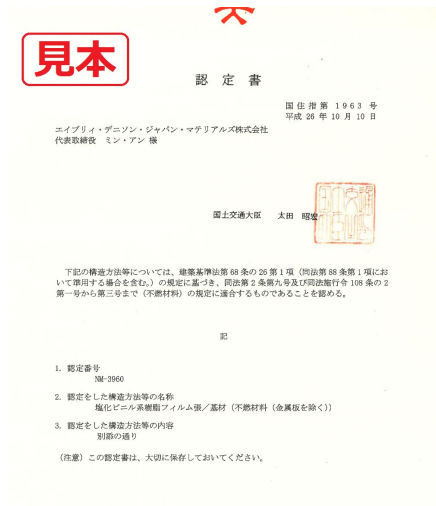 見本
認定書
国住指第1963号
平成26年10月10日
エイブリィ・デニソン・ジャパン・マテリアルズ株式会社
代表取締役 ミン・アン 様
国土交通大臣 太田 昭宏
下記の構造方法等については、建築基準法第68条の26第1項（同法第88条第1項にお
いて準用する場合を含む。）の規定に基づき、同法第2条第九号及び同法施行令108条の2
第一号から第三号まで（不燃材料）の規定に適合するものであることを認める。
記
1. 認定番号
NM-3960
2. 認定をした構造方法等の名称
塩化ビニル系樹脂フィルム張／基材（不燃材料（金属板を除く））
3. 認定をした構造方法等の内容
別添の通り
（注意）この認定書は、大切に保存しておいてください。